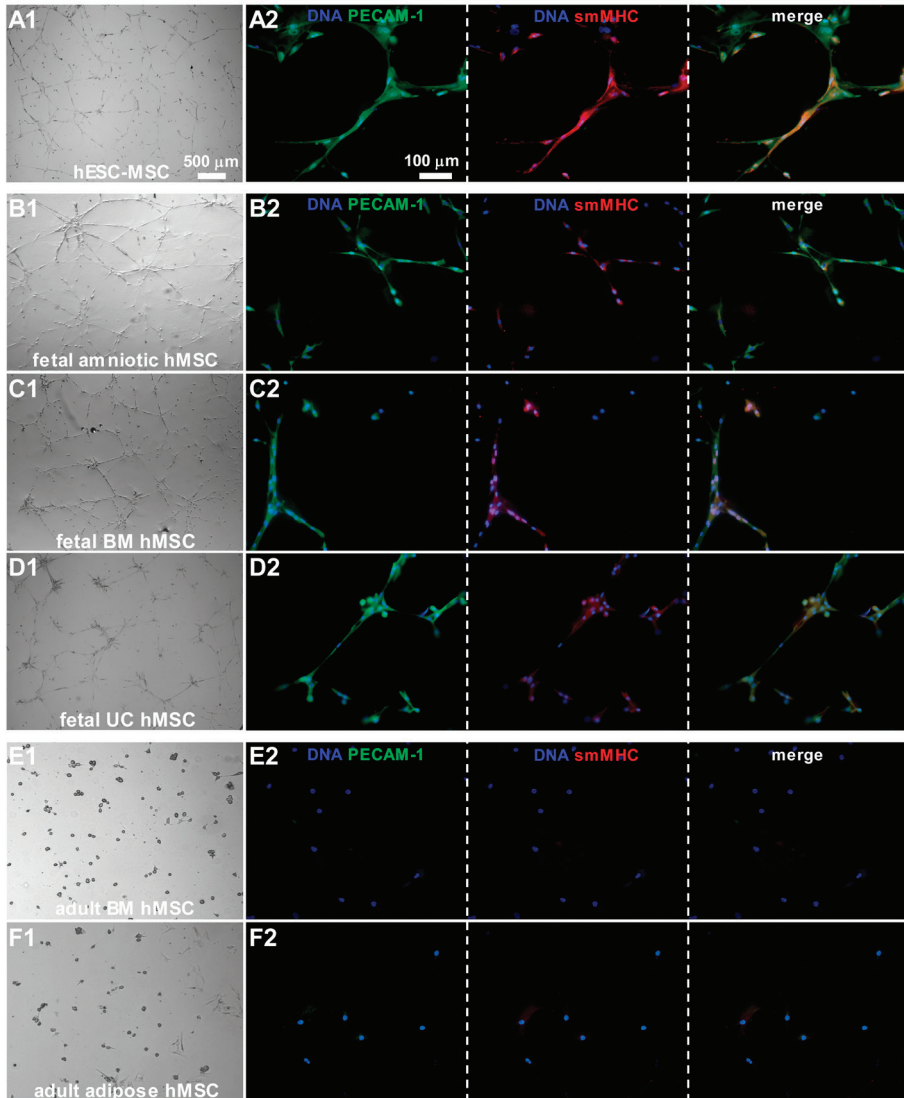 A1
hESC-MSC
500 µm
A2
DNA PECAM-1
100 µm
DNA smMHC
merge
B1
fetal amniotic hMSC
B2
DNA PECAM-1
DNA smMHC
merge
C1
fetal BM hMSC
C2
D1
fetal UC hMSC
D2
E1
adult BM hMSC
E2
DNA PECAM-1
DNA smMHC
merge
F1
adult adipose hMSC
F2